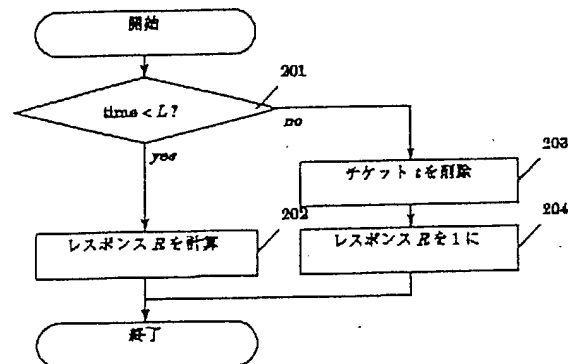 開始
201
time < L?
no
yes
203
チケット t を削除
202
204
レスポンス R を計算
レスポンス R を 1 に
終了